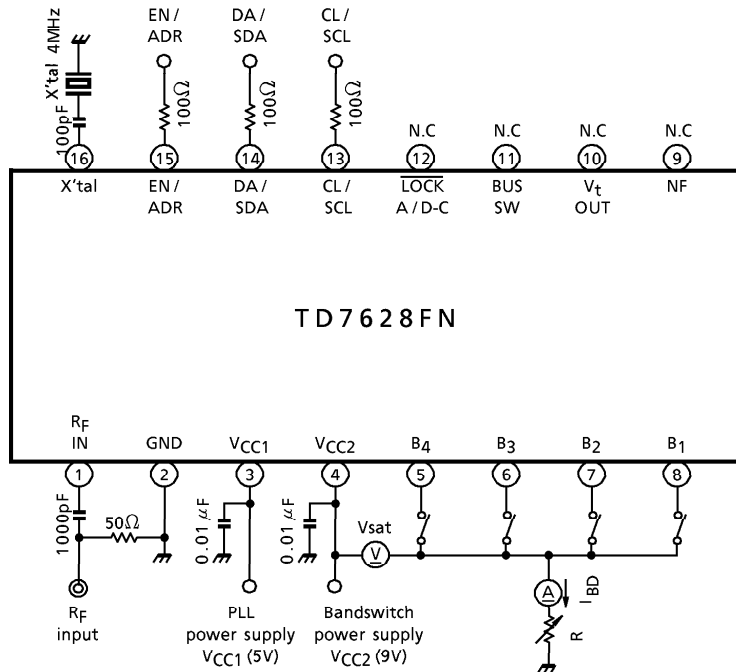 EN / ADR
DA / SDA
CL / SCL
X'tal 4MHz
100pF
100Ω
100Ω
100Ω
N.C
N.C
N.C
N.C
16
15
14
13
12
11
10
9
X'tal
EN / ADR
DA / SDA
CL / SCL
LOCK A / D-C
BUS SW
Vt OUT
NF
TD7628FN
RF IN
GND
VCC1
VCC2
B4
B3
B2
B1
1
2
3
4
5
6
7
8
1000pF
50Ω
0.01 μF
0.01 μF
Vsat
V
A
IBD
R
RF input
PLL power supply VCC1 (5V)
Bandswitch power supply VCC2 (9V)